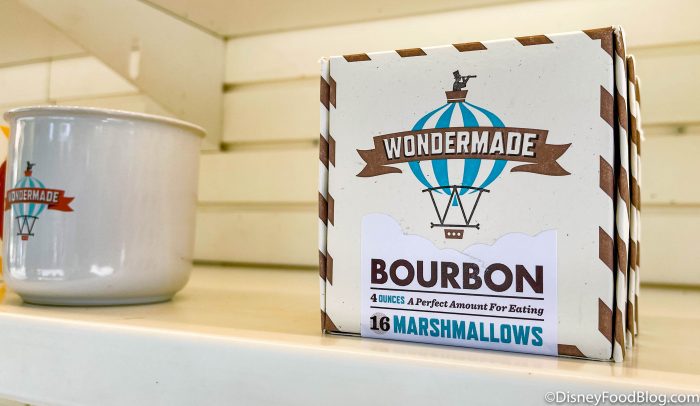 WONDERMADE
WONDERMADE
BOURBON
4 OUNCES A Perfect Amount For Eating
16 MARSHMALLOWS
©DisneyFoodBlog.com